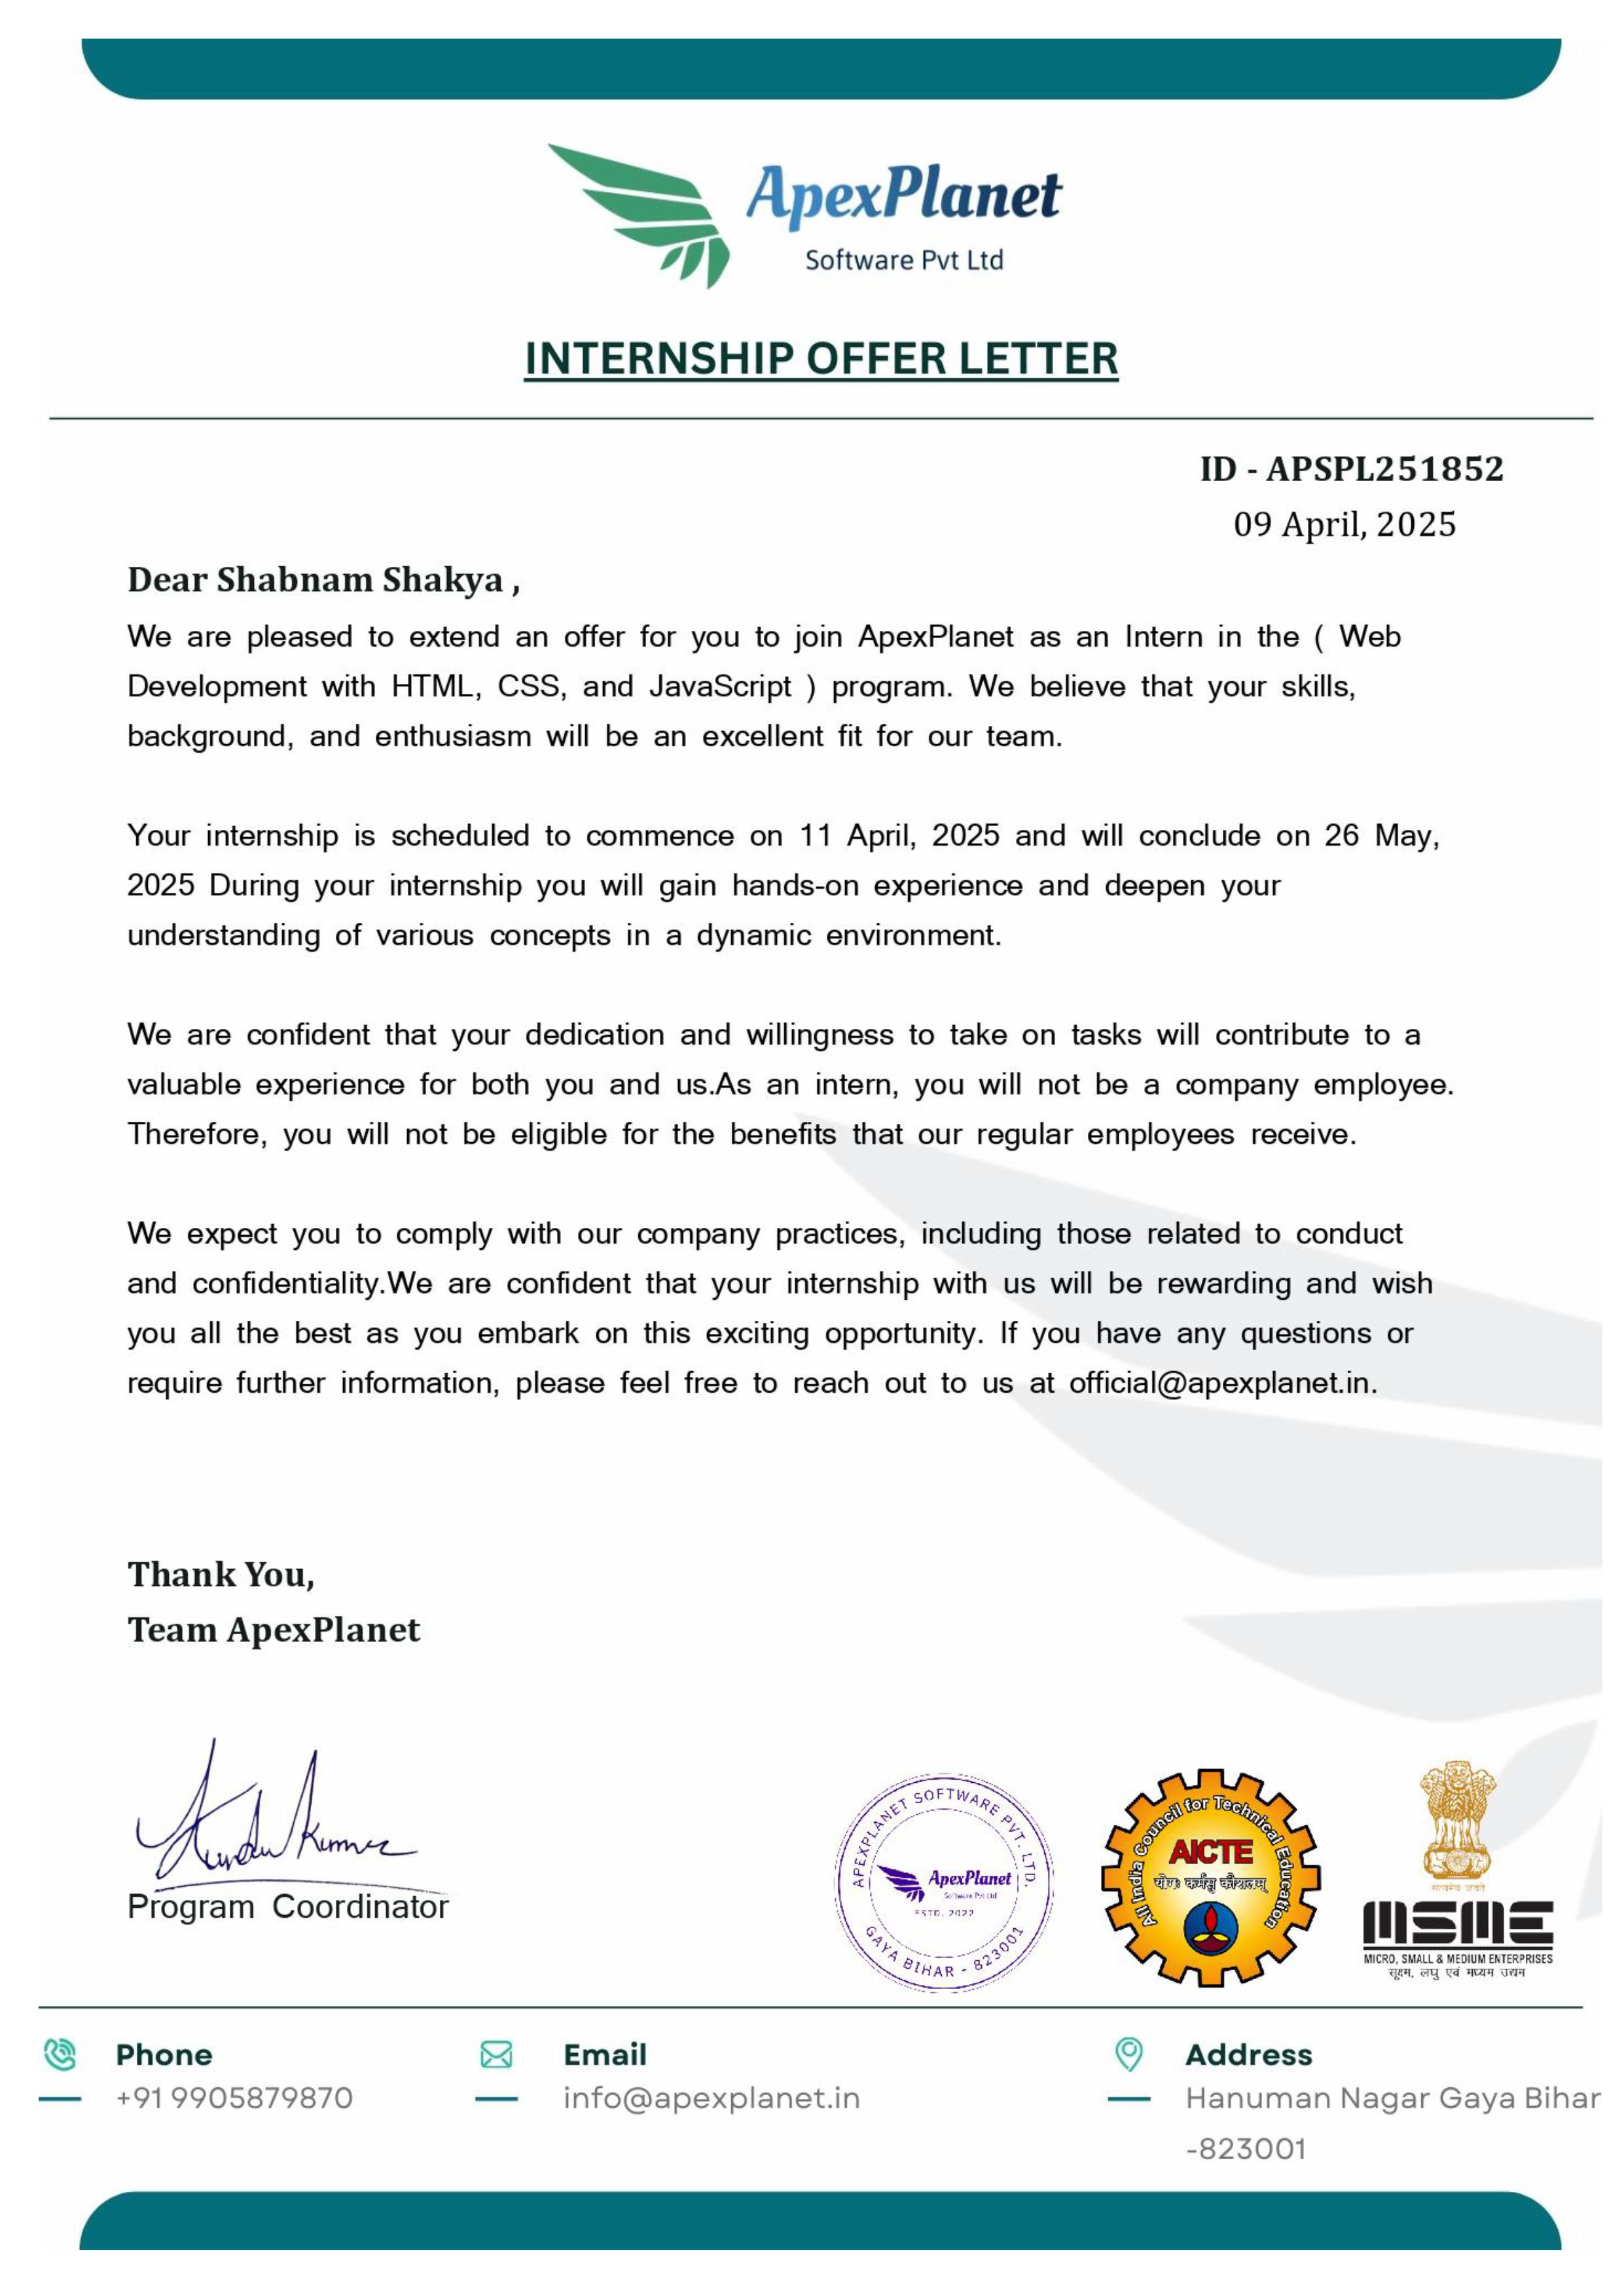 ApexPlanet
Software Pvt Ltd
INTERNSHIP OFFER LETTER
ID - APSPL251852
09 April, 2025
Dear Shabnam Shakya ,
We are pleased to extend an offer for you to join ApexPlanet as an Intern in the ( Web
Development with HTML, CSS, and JavaScript ) program. We believe that your skills,
background, and enthusiasm will be an excellent fit for our team.
Your internship is scheduled to commence on 11 April, 2025 and will conclude on 26 May,
2025 During your internship you will gain hands-on experience and deepen your
understanding of various concepts in a dynamic environment.
We are confident that your dedication and willingness to take on tasks will contribute to a
valuable experience for both you and us.As an intern, you will not be a company employee.
Therefore, you will not be eligible for the benefits that our regular employees receive.
We expect you to comply with our company practices, including those related to conduct
and confidentiality.We are confident that your internship with us will be rewarding and wish
you all the best as you embark on this exciting opportunity. If you have any questions or
require further information, please feel free to reach out to us at official@apexplanet.in.
Thank You,
Team ApexPlanet
Kumar
Program Coordinator
APEXPLANET SOFTWARE PVT. LTD.
ApexPlanet
Software Pvt Ltd
ESTD. 2022
GAYA BIHAR - 823001
All India Council for Technical Education
AICTE
योगः कर्मसु कौशलम्
सत्यमेव जयते
MSME
MICRO, SMALL & MEDIUM ENTERPRISES
सूक्ष्म, लघु एवं मध्यम उद्यम
Phone
+91 9905879870
Email
info@apexplanet.in
Address
Hanuman Nagar Gaya Bihar
-823001